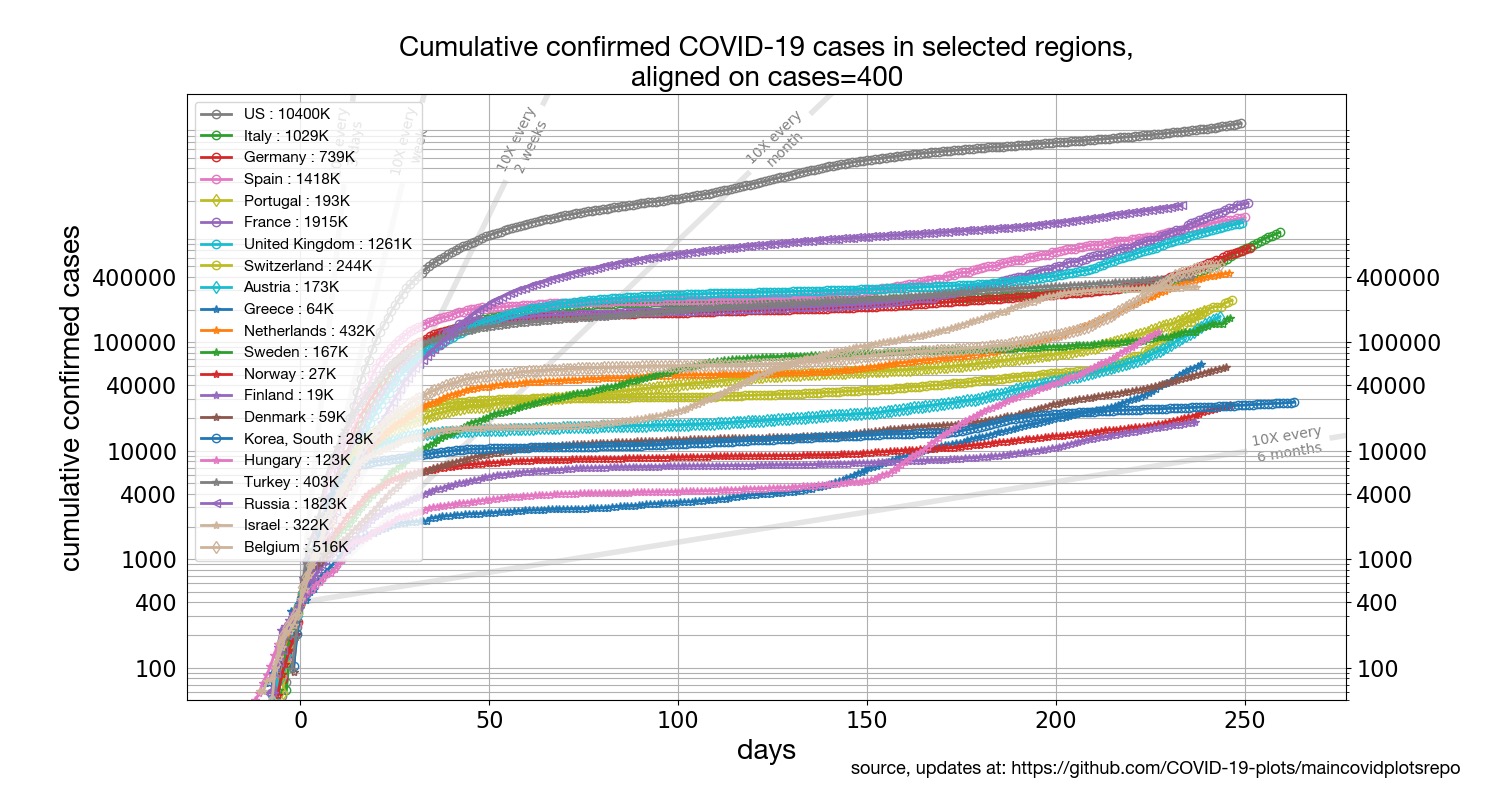 Cumulative confirmed COVID-19 cases in selected regions,
aligned on cases=400
US : 10400K
Italy : 1029K
Germany : 739K
Spain : 1418K
Portugal : 193K
France : 1915K
United Kingdom : 1261K
Switzerland : 244K
Austria : 173K
Greece : 64K
Netherlands : 432K
Sweden : 167K
Norway : 27K
Finland : 19K
Denmark : 59K
Korea, South : 28K
Hungary : 123K
Turkey : 403K
Russia : 1823K
Israel : 322K
Belgium : 516K
10X every
2 weeks
10X every
month
10X every
6 months
cumulative confirmed cases
400000
100000
40000
10000
4000
1000
400
100
400000
100000
40000
10000
4000
1000
400
100
0 50 100 150 200 250
days
source, updates at: https://github.com/COVID-19-plots/maincovidplotsrepo